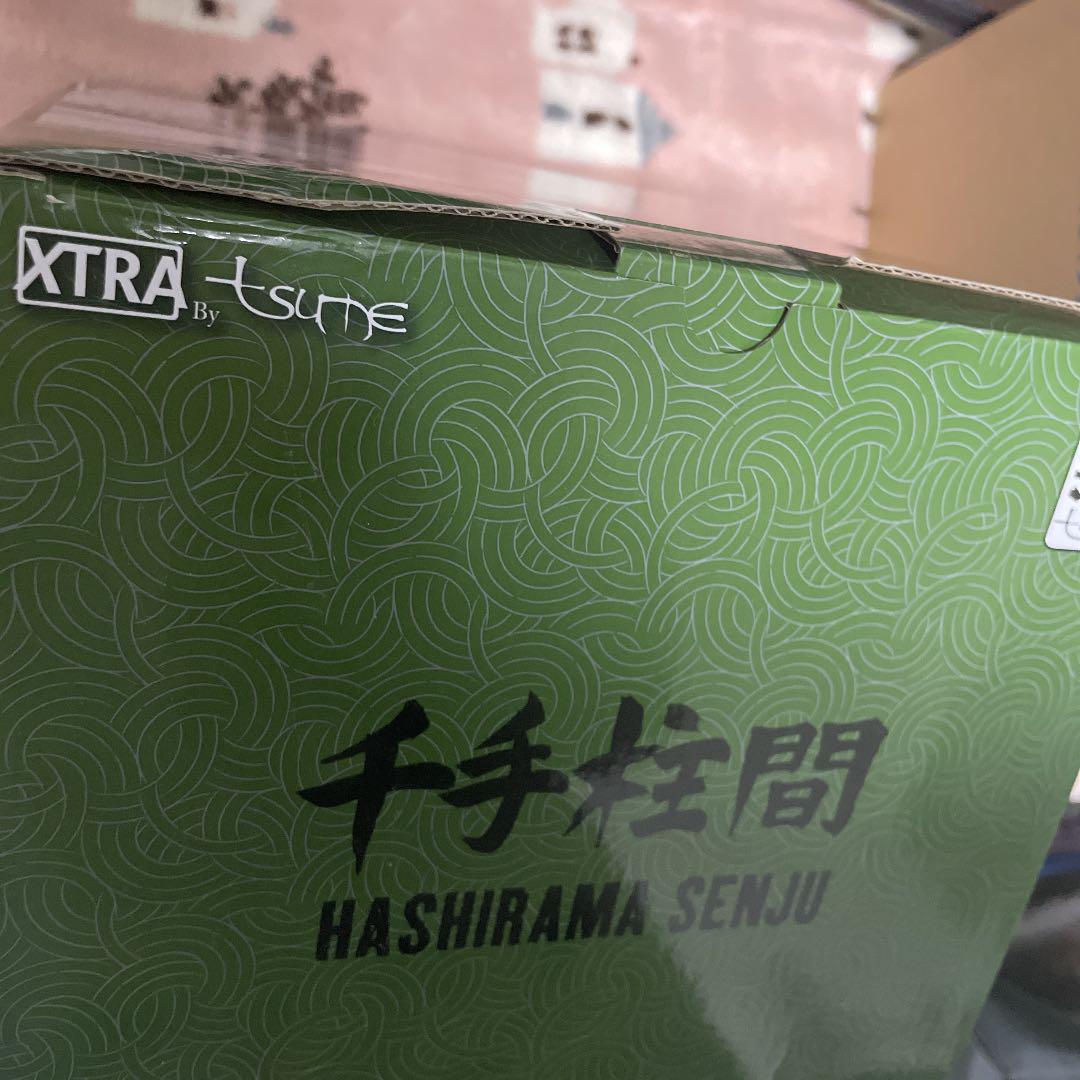 XTRA By tsume
千手柱間
HASHIRAMA SENJU